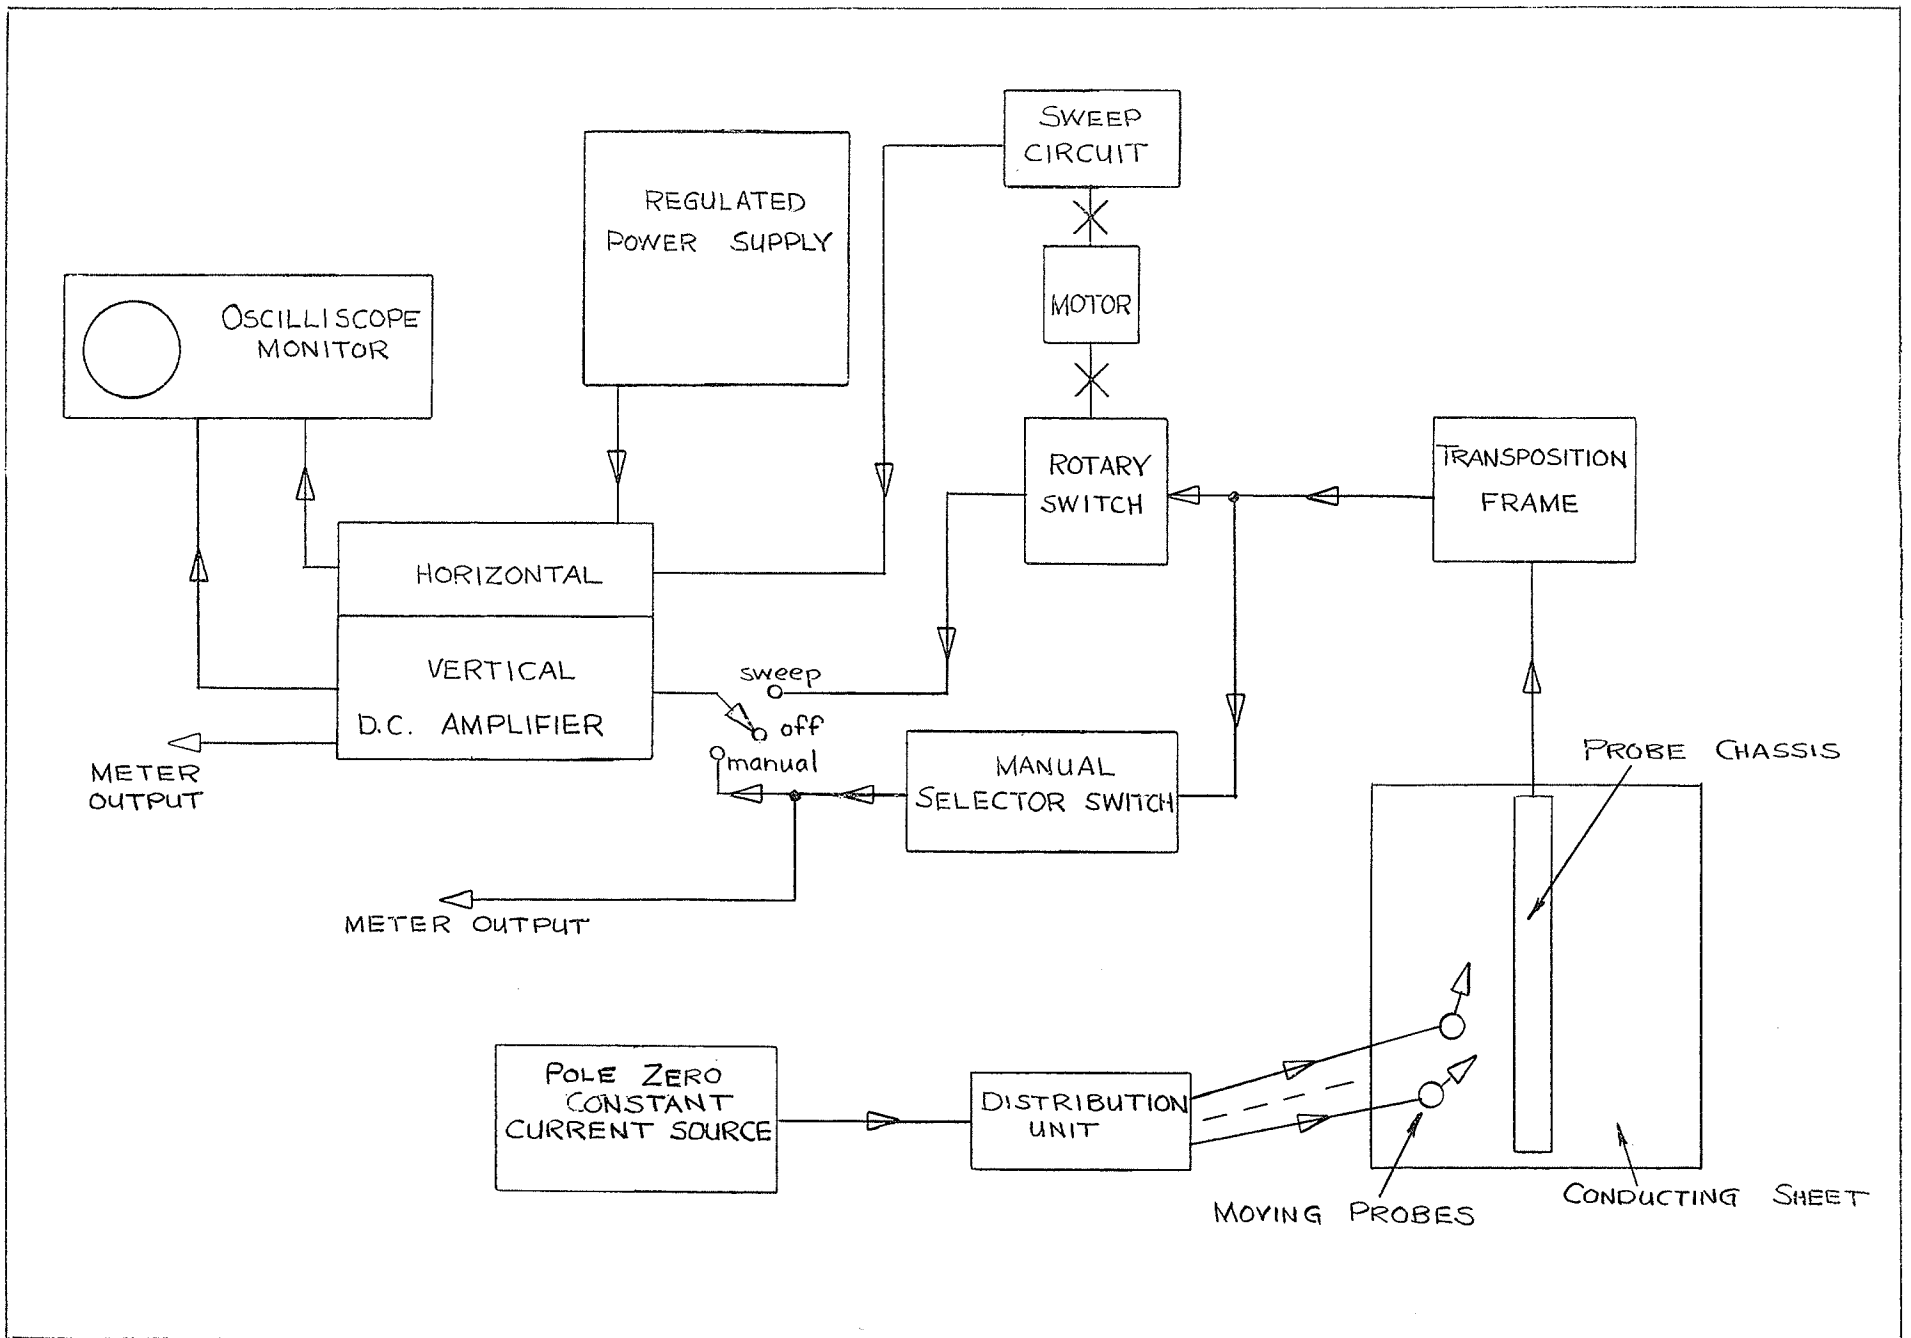 SWEEP
CIRCUIT
REGULATED
POWER SUPPLY
MOTOR
OSCILLISCOPE
MONITOR
ROTARY
SWITCH
TRANSPOSITION
FRAME
HORIZONTAL
VERTICAL
D.C. AMPLIFIER
sweep
off
manual
METER
OUTPUT
MANUAL
SELECTOR SWITCH
PROBE CHASSIS
METER OUTPUT
POLE ZERO
CONSTANT
CURRENT SOURCE
DISTRIBUTION
UNIT
MOVING PROBES
CONDUCTING SHEET